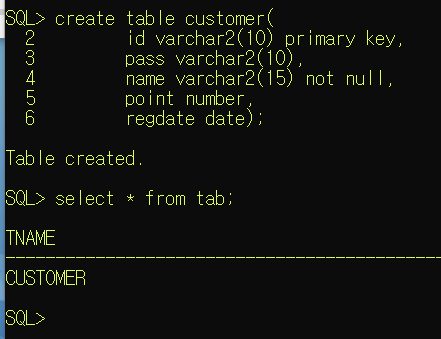 SQL> create table customer(
  2          id varchar2(10) primary key,
  3          pass varchar2(10),
  4          name varchar2(15) not null,
  5          point number,
  6          regdate date);
Table created.
SQL> select * from tab;
TNAME
--------------------------------------------
CUSTOMER
SQL>